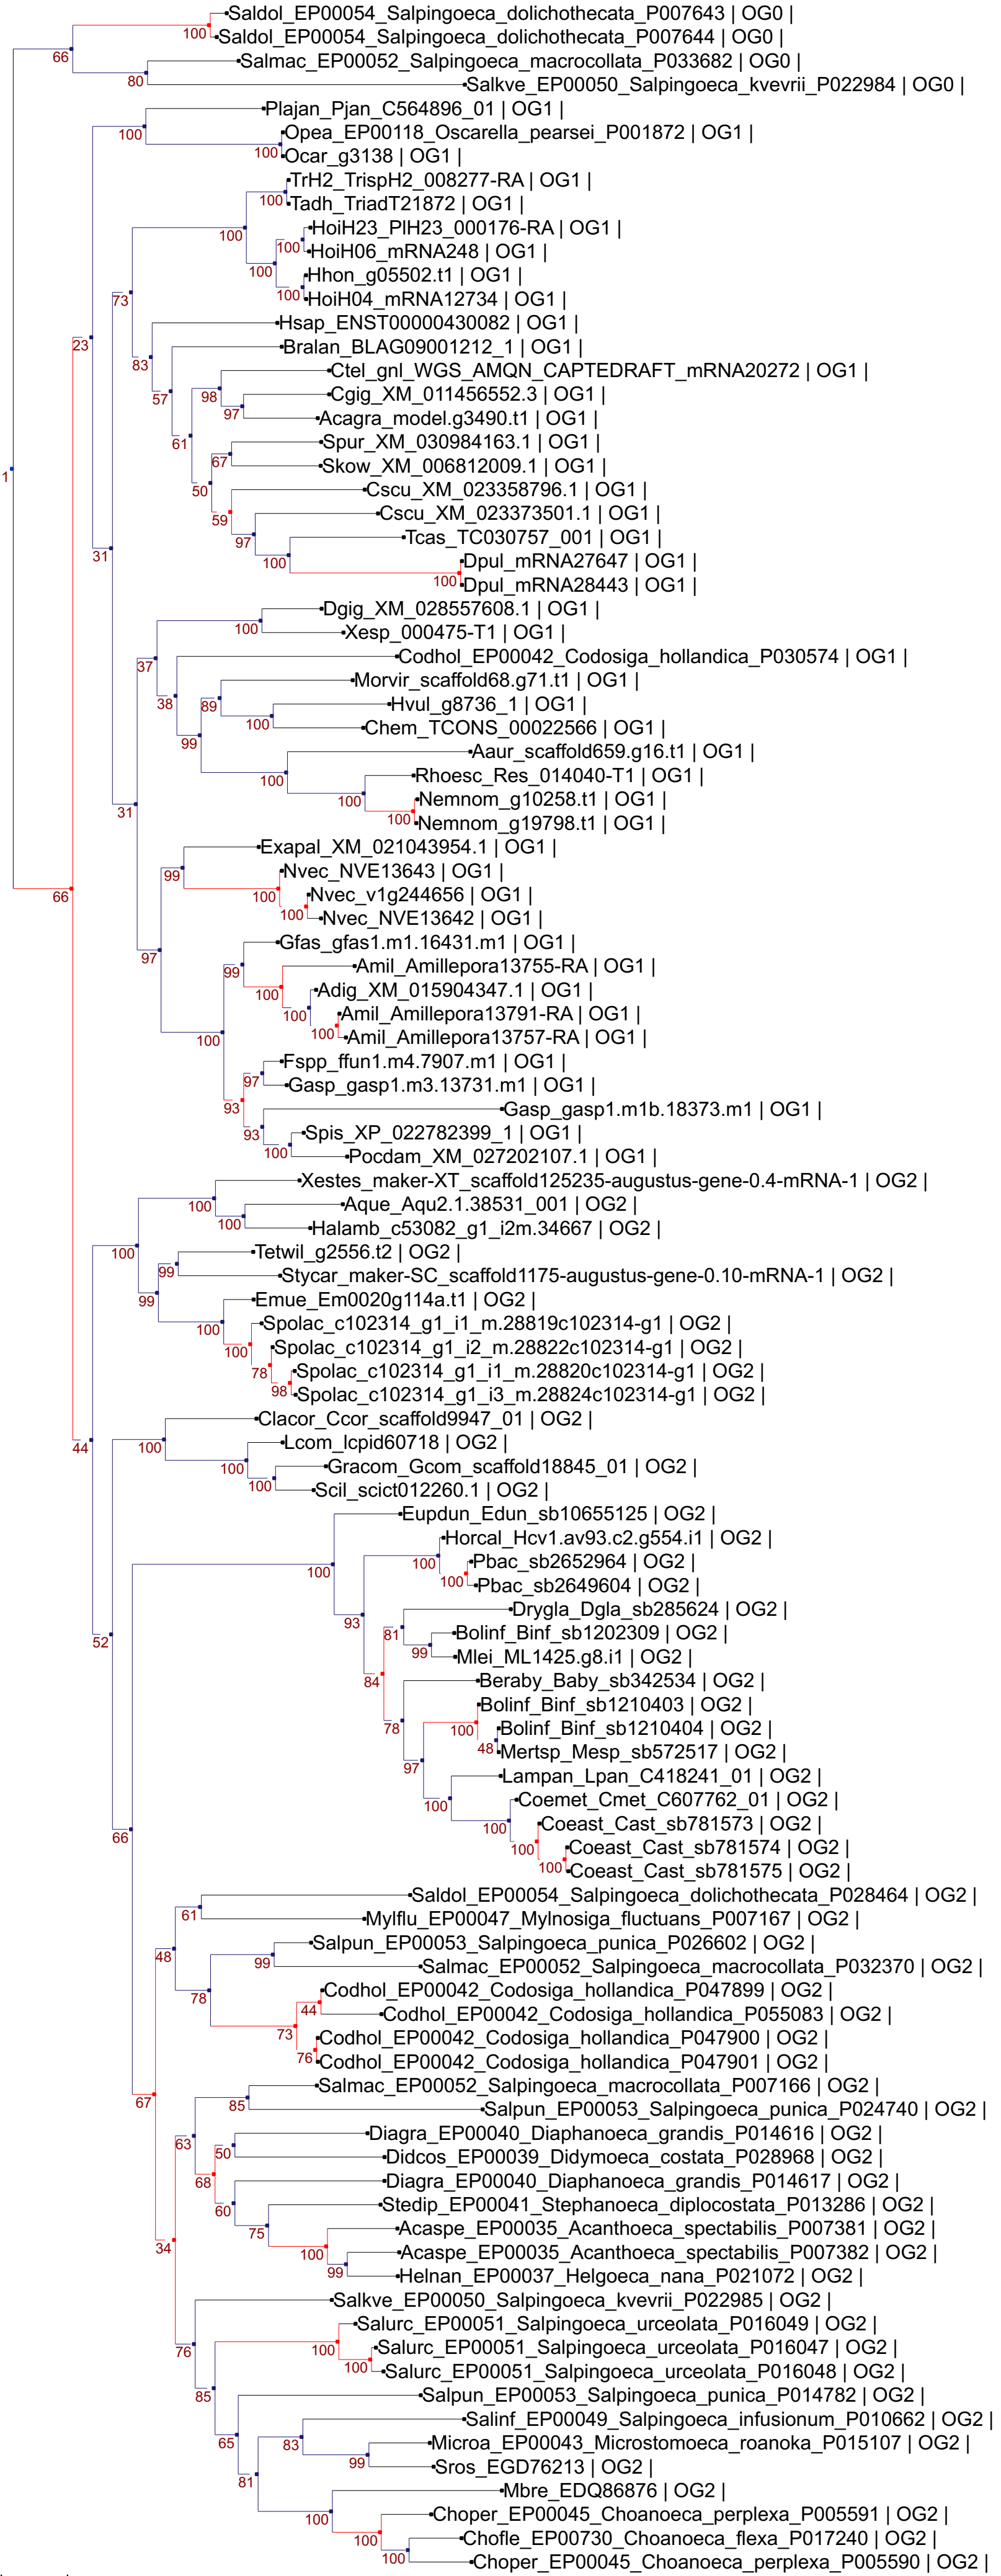 Saldol_EP00054_Salpingoeca_dolichothecata_P007643 | OG0 |
100
Saldol_EP00054_Salpingoeca_dolichothecata_P007644 | OG0 |
66
Salmac_EP00052_Salpingoeca_macrocollata_P033682 | OG0 |
80
Salkve_EP00050_Salpingoeca_kvevrii_P022984 | OG0 |
Plajan_Pjan_C564896_01 | OG1 |
100
Opea_EP00118_Oscarella_pearsei_P001872 | OG1 |
100
Ocar_g3138 | OG1 |
TrH2_TrispH2_008277-RA | OG1 |
100
Tadh_TriadT21872 | OG1 |
HoiH23_PlH23_000176-RA | OG1 |
100
100
HoiH06_mRNA248 | OG1 |
100
Hhon_g05502.t1 | OG1 |
100
HoiH04_mRNA12734 | OG1 |
73
Hsap_ENST00000430082 | OG1 |
23
Bralan_BLAG09001212_1 | OG1 |
83
Ctel_gnl_WGS_AMQN_CAPTEDRAFT_mRNA20272 | OG1 |
57
98
Cgig_XM_011456552.3 | OG1 |
97
Acagra_model.g3490.t1 | OG1 |
61
Spur_XM_030984163.1 | OG1 |
67
Skow_XM_006812009.1 | OG1 |
1
50
Cscu_XM_023358796.1 | OG1 |
59
Cscu_XM_023373501.1 | OG1 |
97
Tcas_TC030757_001 | OG1 |
31
100
Dpul_mRNA27647 | OG1 |
100
Dpul_mRNA28443 | OG1 |
Dgig_XM_028557608.1 | OG1 |
100
Xesp_000475-T1 | OG1 |
37
Codhol_EP00042_Codosiga_hollandica_P030574 | OG1 |
38
Morvir_scaffold68.g71.t1 | OG1 |
89
Hvul_g8736_1 | OG1 |
100
Chem_TCONS_00022566 | OG1 |
99
Aaur_scaffold659.g16.t1 | OG1 |
100
Rhoesc_Res_014040-T1 | OG1 |
100
Nemnom_g10258.t1 | OG1 |
31
100
Nemnom_g19798.t1 | OG1 |
Exapal_XM_021043954.1 | OG1 |
99
Nvec_NVE13643 | OG1 |
66
100
Nvec_v1g244656 | OG1 |
100
Nvec_NVE13642 | OG1 |
97
Gfas_gfas1.m1.16431.m1 | OG1 |
99
Amil_Amillepora13755-RA | OG1 |
100
Adig_XM_015904347.1 | OG1 |
100
Amil_Amillepora13791-RA | OG1 |
100
100
Amil_Amillepora13757-RA | OG1 |
Fspp_ffun1.m4.7907.m1 | OG1 |
97
Gasp_gasp1.m3.13731.m1 | OG1 |
93
Gasp_gasp1.m1b.18373.m1 | OG1 |
93
Spis_XP_022782399_1 | OG1 |
100
Pocdam_XM_027202107.1 | OG1 |
Xestes_maker-XT_scaffold125235-augustus-gene-0.4-mRNA-1 | OG2 |
100
Aque_Aqu2.1.38531_001 | OG2 |
100
Halamb_c53082_g1_i2m.34667 | OG2 |
100
Tetwil_g2556.t2 | OG2 |
99
Stycar_maker-SC_scaffold1175-augustus-gene-0.10-mRNA-1 | OG2 |
99
Emue_Em0020g114a.t1 | OG2 |
100
Spolac_c102314_g1_i1_m.28819c102314-g1 | OG2 |
100
Spolac_c102314_g1_i2_m.28822c102314-g1 | OG2 |
78
Spolac_c102314_g1_i1_m.28820c102314-g1 | OG2 |
98
Spolac_c102314_g1_i3_m.28824c102314-g1 | OG2 |
Clacor_Ccor_scaffold9947_01 | OG2 |
44
100
Lcom_lcpid60718 | OG2 |
100
Gracom_Gcom_scaffold18845_01 | OG2 |
100
Scil_scict012260.1 | OG2 |
Eupdun_Edun_sb10655125 | OG2 |
Horcal_Hcv1.av93.c2.g554.i1 | OG2 |
100
100
Pbac_sb2652964 | OG2 |
100
Pbac_sb2649604 | OG2 |
Drygla_Dgla_sb285624 | OG2 |
93
81
Bolinf_Binf_sb1202309 | OG2 |
52
99
Mlei_ML1425.g8.i1 | OG2 |
84
Beraby_Baby_sb342534 | OG2 |
Bolinf_Binf_sb1210403 | OG2 |
78
100
Bolinf_Binf_sb1210404 | OG2 |
48
Mertsp_Mesp_sb572517 | OG2 |
97
Lampan_Lpan_C418241_01 | OG2 |
100
Coemet_Cmet_C607762_01 | OG2 |
100
Coeast_Cast_sb781573 | OG2 |
66
100
Coeast_Cast_sb781574 | OG2 |
100
Coeast_Cast_sb781575 | OG2 |
Saldol_EP00054_Salpingoeca_dolichothecata_P028464 | OG2 |
61
Mylflu_EP00047_Mylnosiga_fluctuans_P007167 | OG2 |
48
Salpun_EP00053_Salpingoeca_punica_P026602 | OG2 |
99
Salmac_EP00052_Salpingoeca_macrocollata_P032370 | OG2 |
78
Codhol_EP00042_Codosiga_hollandica_P047899 | OG2 |
44
Codhol_EP00042_Codosiga_hollandica_P055083 | OG2 |
73
Codhol_EP00042_Codosiga_hollandica_P047900 | OG2 |
76
Codhol_EP00042_Codosiga_hollandica_P047901 | OG2 |
Salmac_EP00052_Salpingoeca_macrocollata_P007166 | OG2 |
67
85
Salpun_EP00053_Salpingoeca_punica_P024740 | OG2 |
Diagra_EP00040_Diaphanoeca_grandis_P014616 | OG2 |
63
50
Didcos_EP00039_Didymoeca_costata_P028968 | OG2 |
68
Diagra_EP00040_Diaphanoeca_grandis_P014617 | OG2 |
60
Stedip_EP00041_Stephanoeca_diplocostata_P013286 | OG2 |
75
Acaspe_EP00035_Acanthoeca_spectabilis_P007381 | OG2 |
34
100
Acaspe_EP00035_Acanthoeca_spectabilis_P007382 | OG2 |
99
Helnan_EP00037_Helgoeca_nana_P021072 | OG2 |
Salkve_EP00050_Salpingoeca_kvevrii_P022985 | OG2 |
Salurc_EP00051_Salpingoeca_urceolata_P016049 | OG2 |
76
100
Salurc_EP00051_Salpingoeca_urceolata_P016047 | OG2 |
100
Salurc_EP00051_Salpingoeca_urceolata_P016048 | OG2 |
85
Salpun_EP00053_Salpingoeca_punica_P014782 | OG2 |
Salinf_EP00049_Salpingoeca_infusionum_P010662 | OG2 |
65
83
Microa_EP00043_Microstomoeca_roanoka_P015107 | OG2 |
99
Sros_EGD76213 | OG2 |
81
Mbre_EDQ86876 | OG2 |
100
Choper_EP00045_Choanoeca_perplexa_P005591 | OG2 |
100
Chofle_EP00730_Choanoeca_flexa_P017240 | OG2 |
100
Choper_EP00045_Choanoeca_perplexa_P005590 | OG2 |